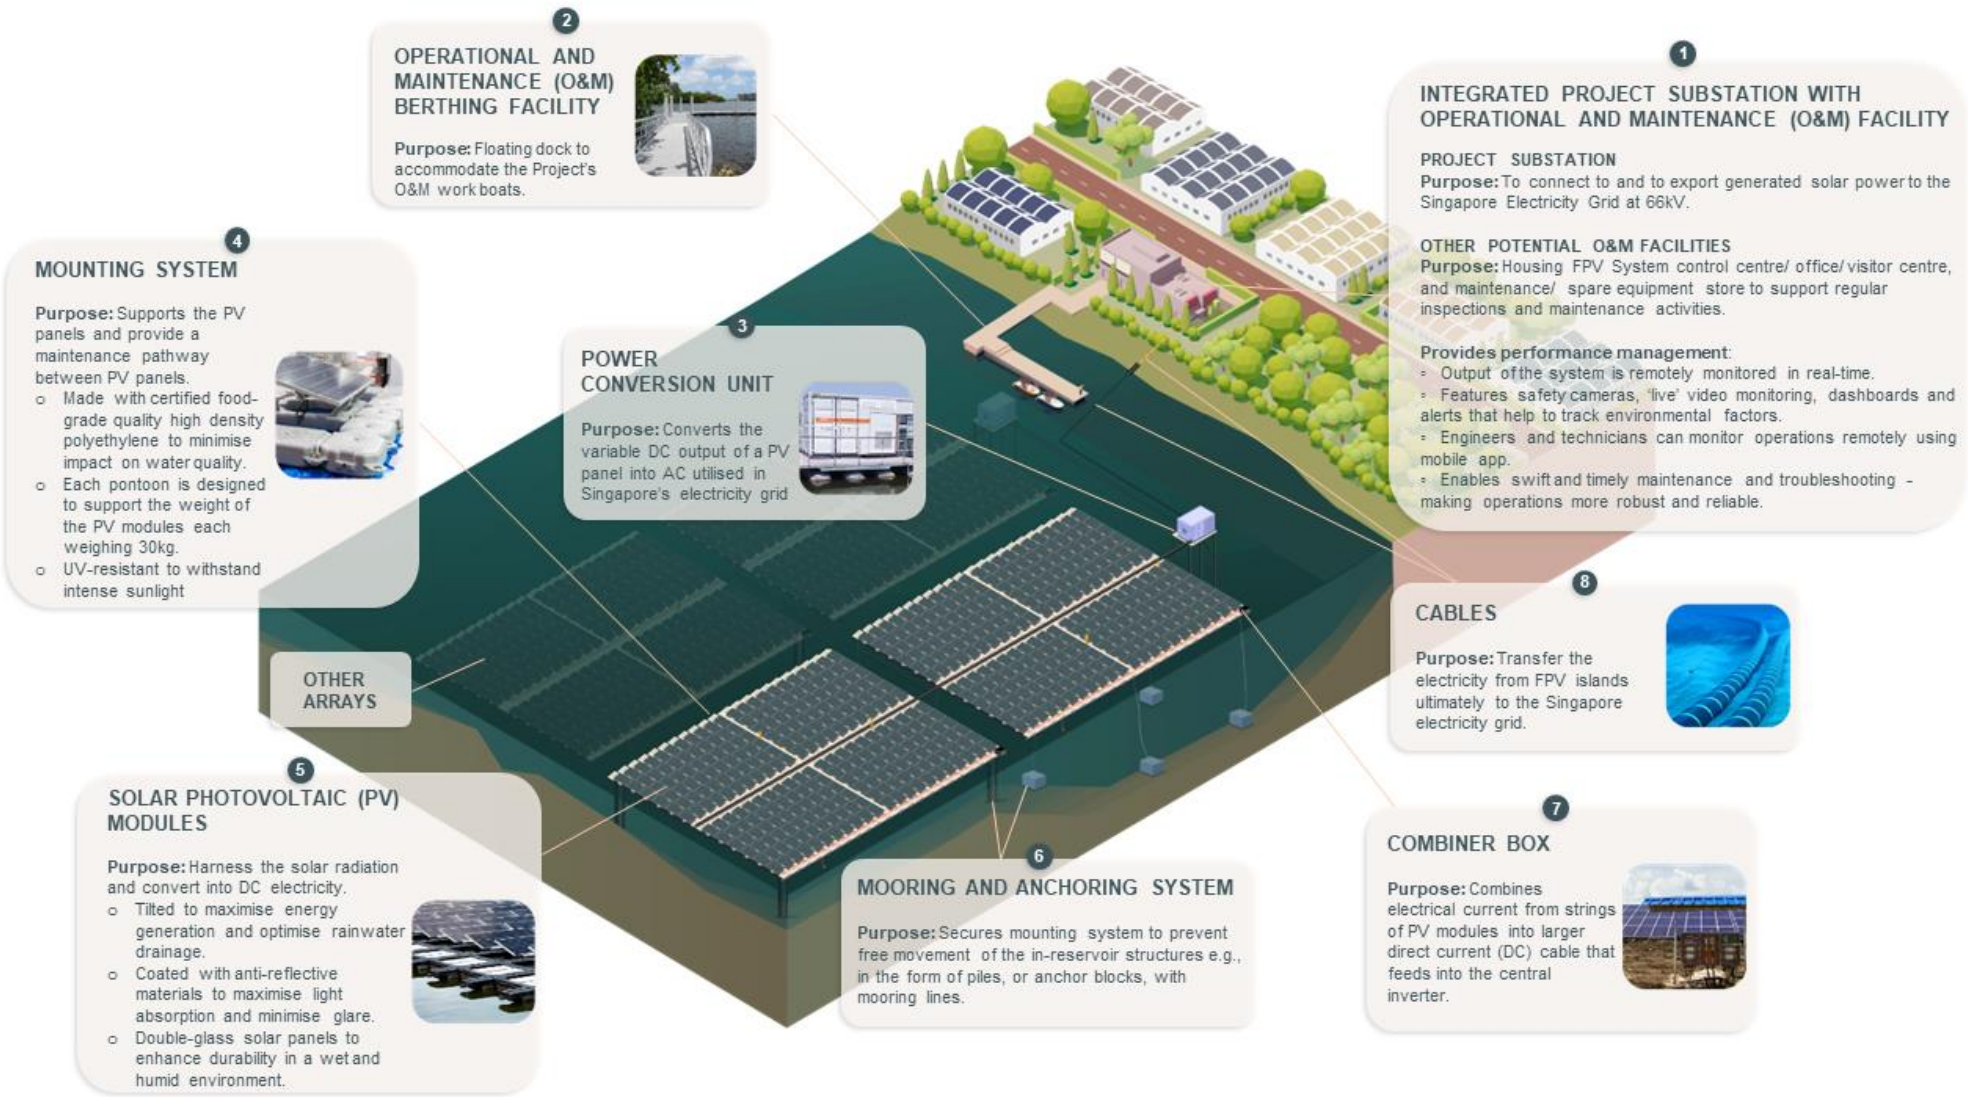 1
INTEGRATED PROJECT SUBSTATION WITH
OPERATIONAL AND MAINTENANCE (O&M) FACILITY
PROJECT SUBSTATION
Purpose: To connect to and to export generated solar power to the
Singapore Electricity Grid at 66kV.
OTHER POTENTIAL O&M FACILITIES
Purpose: Housing FPV System control centre/ office/ visitor centre,
and maintenance/ spare equipment store to support regular
inspections and maintenance activities.
Provides performance management:
▫ Output of the system is remotely monitored in real-time.
▫ Features safety cameras, 'live' video monitoring, dashboards and
alerts that help to track environmental factors.
▫ Engineers and technicians can monitor operations remotely using
mobile app.
▫ Enables swift and timely maintenance and troubleshooting -
making operations more robust and reliable.
2
OPERATIONAL AND
MAINTENANCE (O&M)
BERTHING FACILITY
Purpose: Floating dock to
accommodate the Project's
O&M work boats.
3
POWER
CONVERSION UNIT
Purpose: Converts the
variable DC output of a PV
panel into AC utilised in
Singapore's electricity grid
4
MOUNTING SYSTEM
Purpose: Supports the PV
panels and provide a
maintenance pathway
between PV panels.
o Made with certified food-
grade quality high density
polyethylene to minimise
impact on water quality.
o Each pontoon is designed
to support the weight of
the PV modules each
weighing 30kg.
o UV-resistant to withstand
intense sunlight
OTHER
ARRAYS
5
SOLAR PHOTOVOLTAIC (PV)
MODULES
Purpose: Harness the solar radiation
and convert into DC electricity.
o Tilted to maximise energy
generation and optimise rainwater
drainage.
o Coated with anti-reflective
materials to maximise light
absorption and minimise glare.
o Double-glass solar panels to
enhance durability in a wet and
humid environment.
6
MOORING AND ANCHORING SYSTEM
Purpose: Secures mounting system to prevent
free movement of the in-reservoir structures e.g.,
in the form of piles, or anchor blocks, with
mooring lines.
7
COMBINER BOX
Purpose: Combines
electrical current from strings
of PV modules into larger
direct current (DC) cable that
feeds into the central
inverter.
8
CABLES
Purpose: Transfer the
electricity from FPV islands
ultimately to the Singapore
electricity grid.